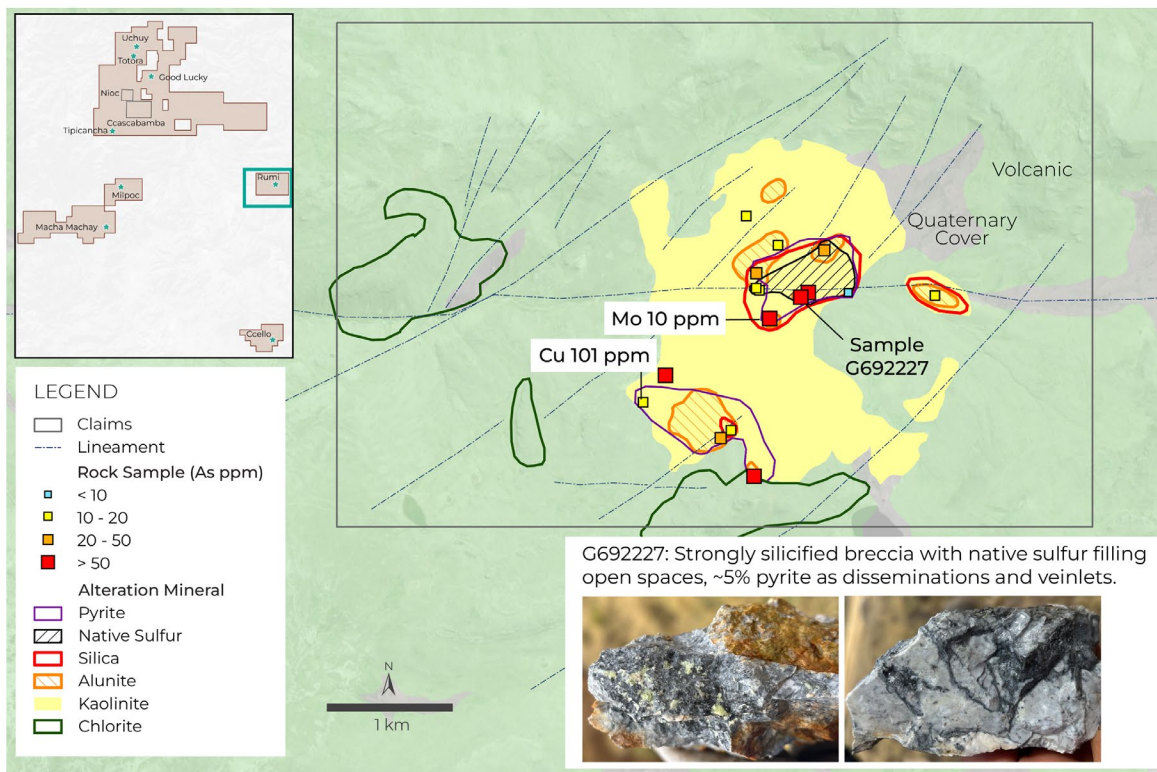 Uchuy
Totora
Good Lucky
Nioc
Ccascabamba
Tipicancha
Rumi
Milpoc
Macha Machay
Ccello
Volcanic
Quaternary
Cover
Mo 10 ppm
Cu 101 ppm
Sample
G692227
LEGEND
Claims
Lineament
Rock Sample (As ppm)
< 10
10 - 20
20 - 50
> 50
Alteration Mineral
Pyrite
Native Sulfur
Silica
Alunite
Kaolinite
Chlorite
N
1 km
G692227: Strongly silicified breccia with native sulfur filling
open spaces, ~5% pyrite as disseminations and veinlets.